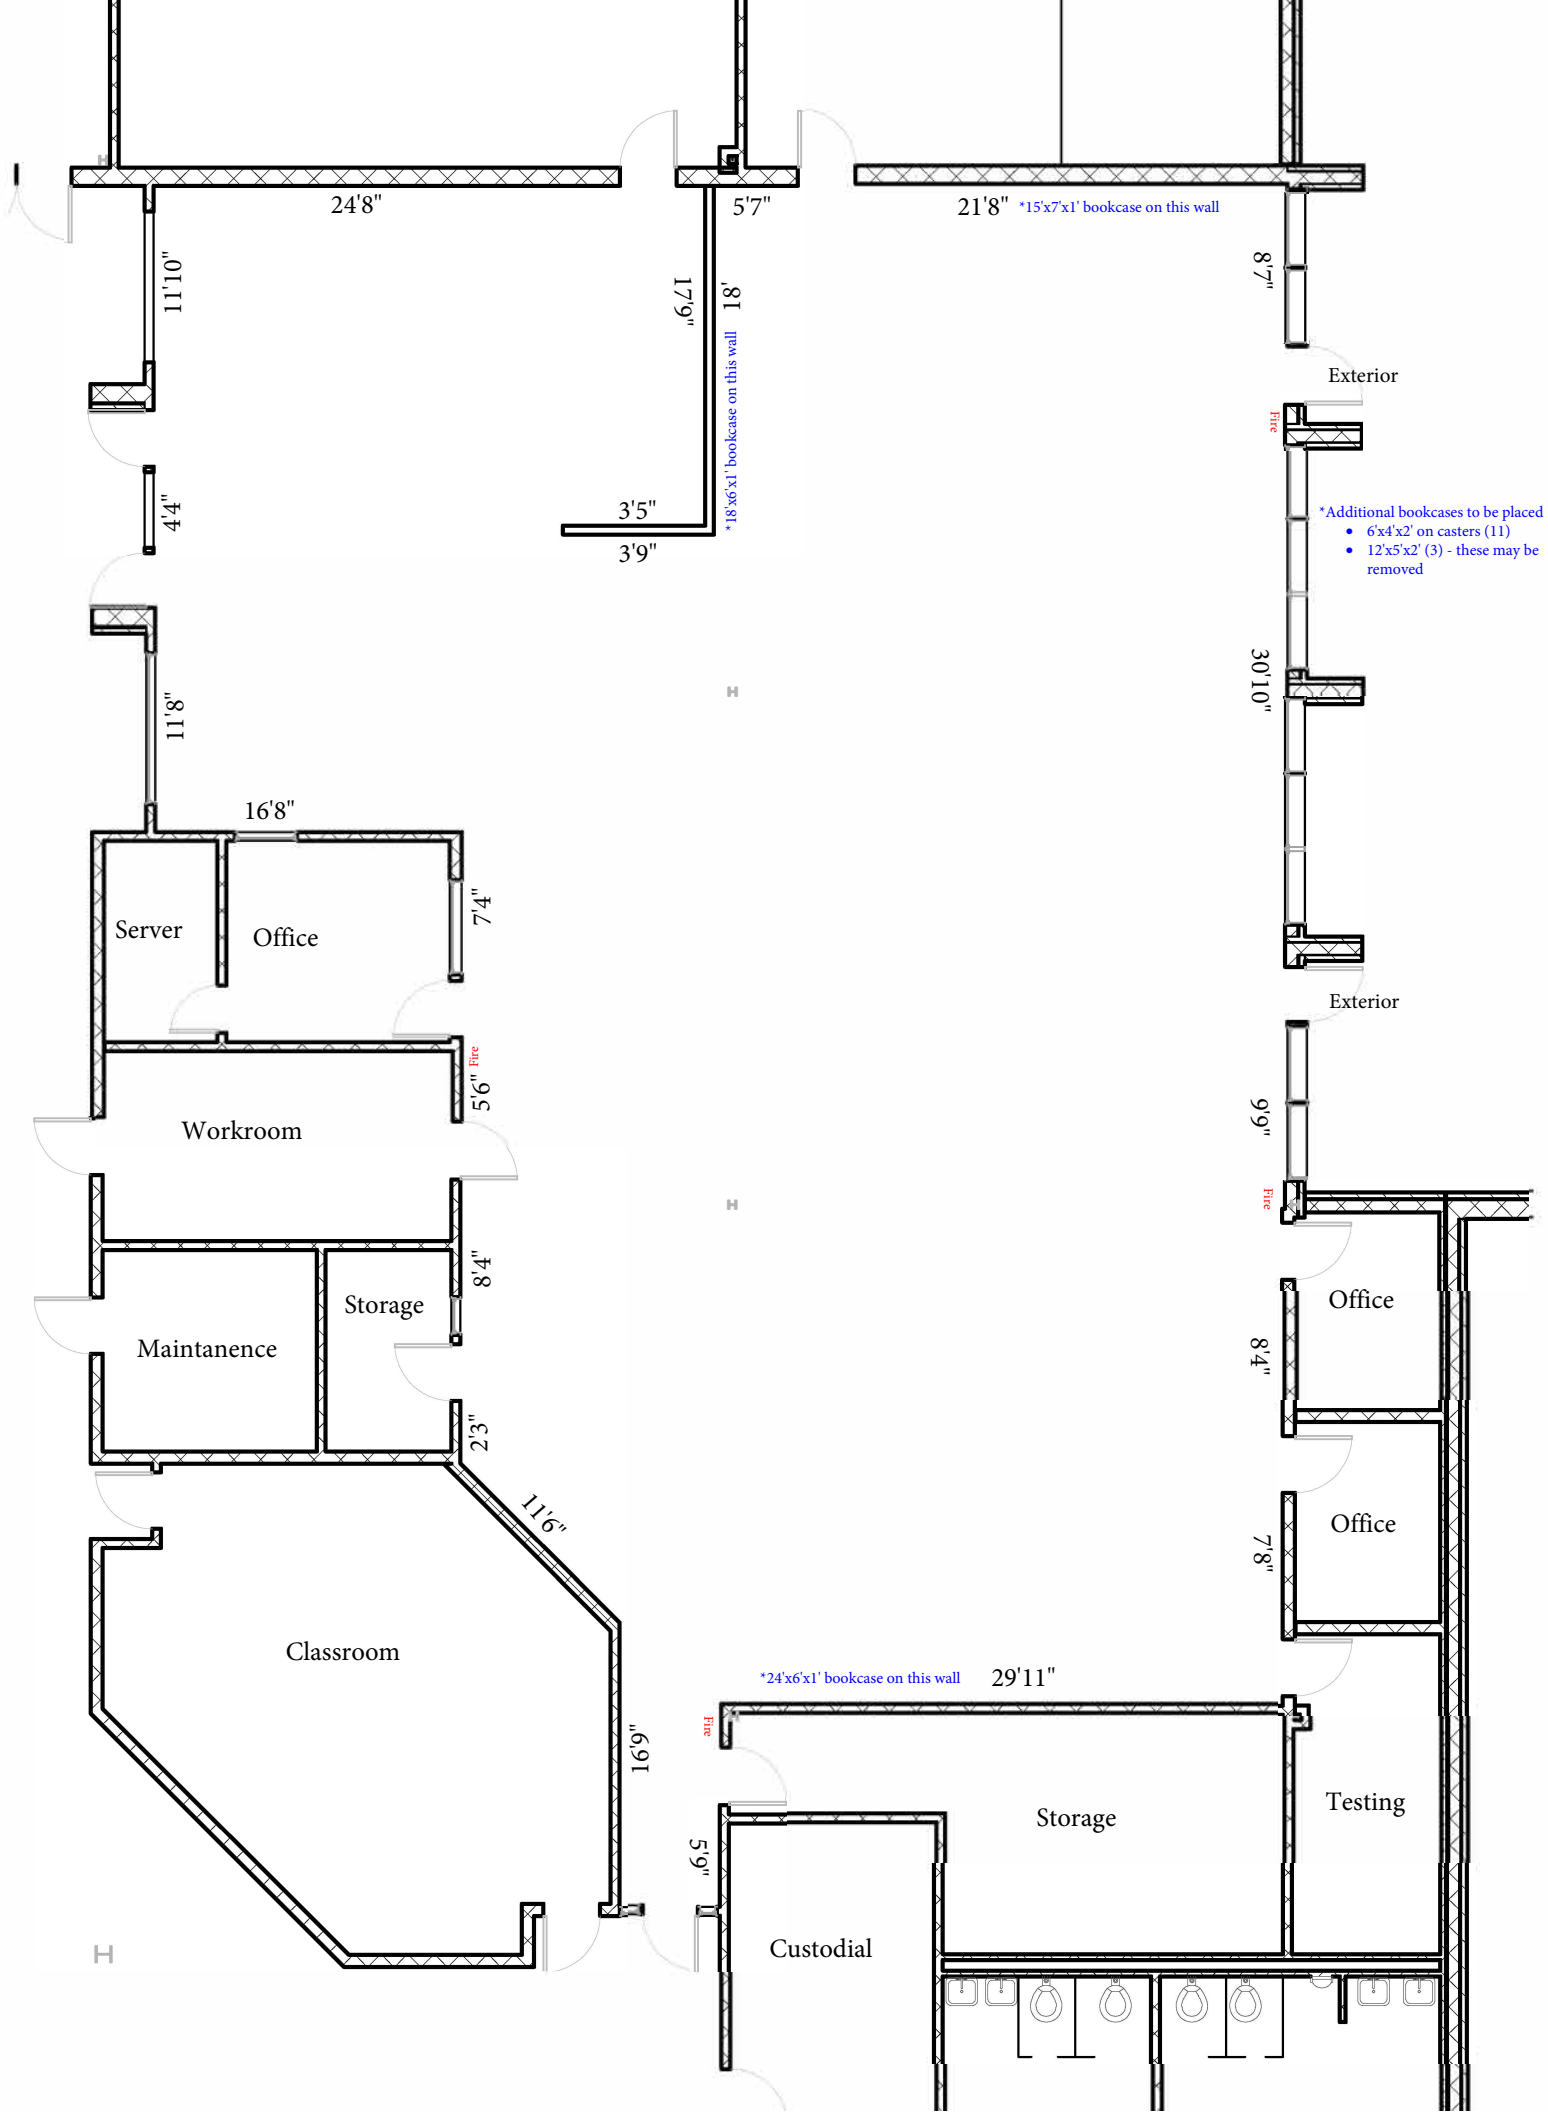 24'8"
5'7"
21'8" *15'x7'x1' bookcase on this wall
11'10"
17'9"
18'
*18'x6'x1' bookcase on this wall
8'7"
Exterior
Fire
4'4"
3'5"
3'9"
*Additional bookcases to be placed
• 6'x4'x2' on casters (11)
• 12'x5'x2' (3) - these may be
removed
11'8"
30'10"
16'8"
Server
Office
7'4"
Exterior
Fire
5'6"
Workroom
9'9"
Fire
8'4"
Storage
Office
Maintanence
8'4"
2'3"
11'6"
Office
7'8"
Classroom
*24'x6'x1' bookcase on this wall 29'11"
Fire
16'9"
Testing
Storage
5'9"
Custodial